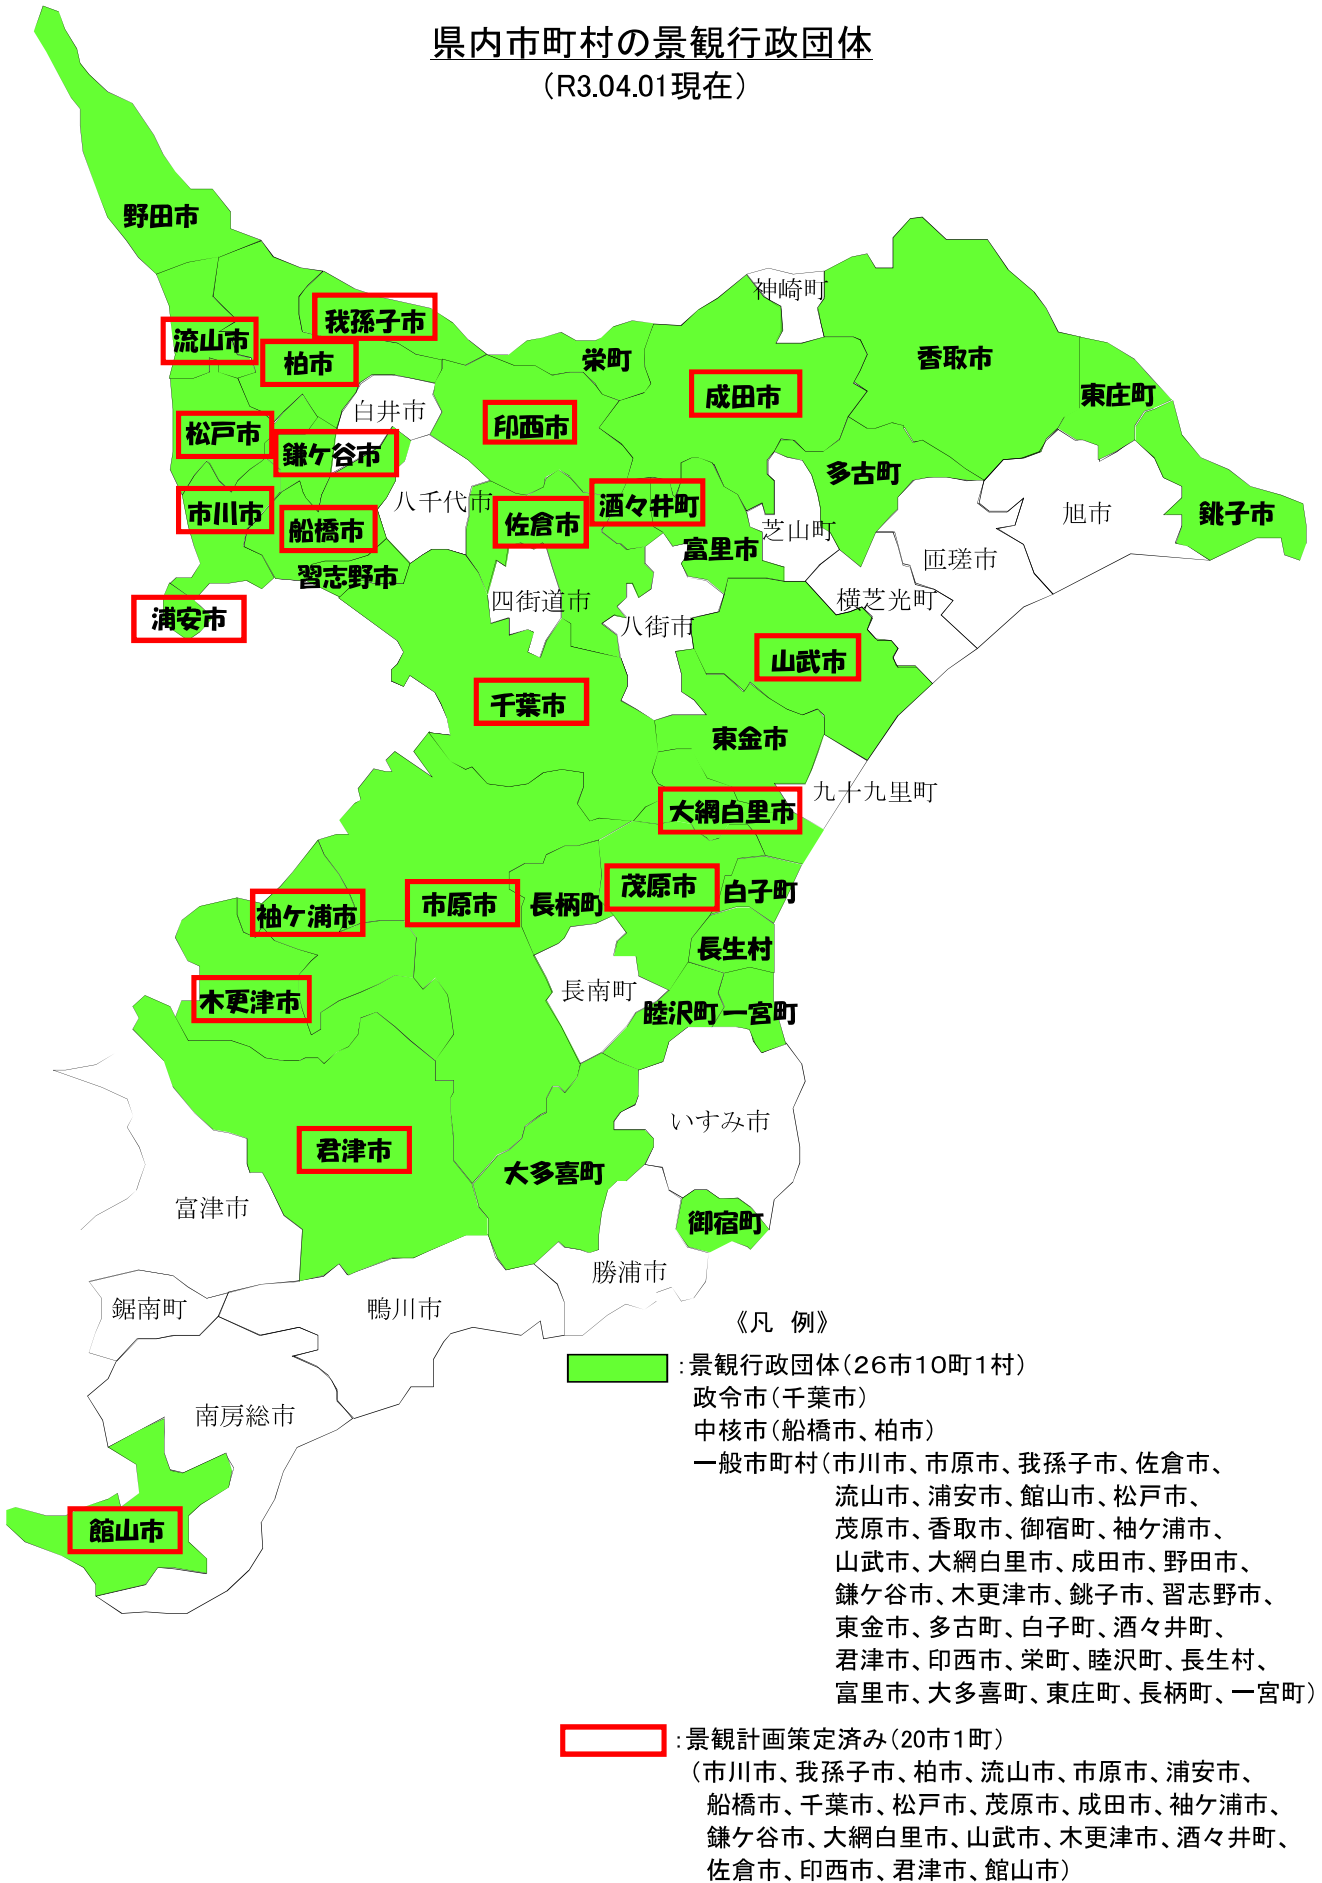 県内市町村の景観行政団体
（R3.04.01現在）
野田市
神崎町
我孫子市
流山市
柏市
栄町
香取市
成田市
東庄町
白井市
印西市
松戸市
鎌ケ谷市
多古町
八千代市
酒々井町
市川市
船橋市
佐倉市
芝山町
旭市
銚子市
富里市
匝瑳市
習志野市
四街道市
横芝光町
浦安市
八街市
山武市
千葉市
東金市
九十九里町
大網白里市
茂原市
白子町
市原市
長柄町
袖ケ浦市
長生村
長南町
木更津市
睦沢町
一宮町
いすみ市
君津市
大多喜町
富津市
御宿町
勝浦市
鋸南町
鴨川市
南房総市
館山市
《凡 例》
：景観行政団体（２６市１０町１村）
政令市（千葉市）
中核市（船橋市、柏市）
一般市町村（市川市、市原市、我孫子市、佐倉市、
流山市、浦安市、館山市、松戸市、
茂原市、香取市、御宿町、袖ケ浦市、
山武市、大網白里市、成田市、野田市、
鎌ケ谷市、木更津市、銚子市、習志野市、
東金市、多古町、白子町、酒々井町、
君津市、印西市、栄町、睦沢町、長生村、
富里市、大多喜町、東庄町、長柄町、一宮町）
：景観計画策定済み（20市１町）
（市川市、我孫子市、柏市、流山市、市原市、浦安市、
船橋市、千葉市、松戸市、茂原市、成田市、袖ケ浦市、
鎌ケ谷市、大網白里市、山武市、木更津市、酒々井町、
佐倉市、印西市、君津市、館山市）